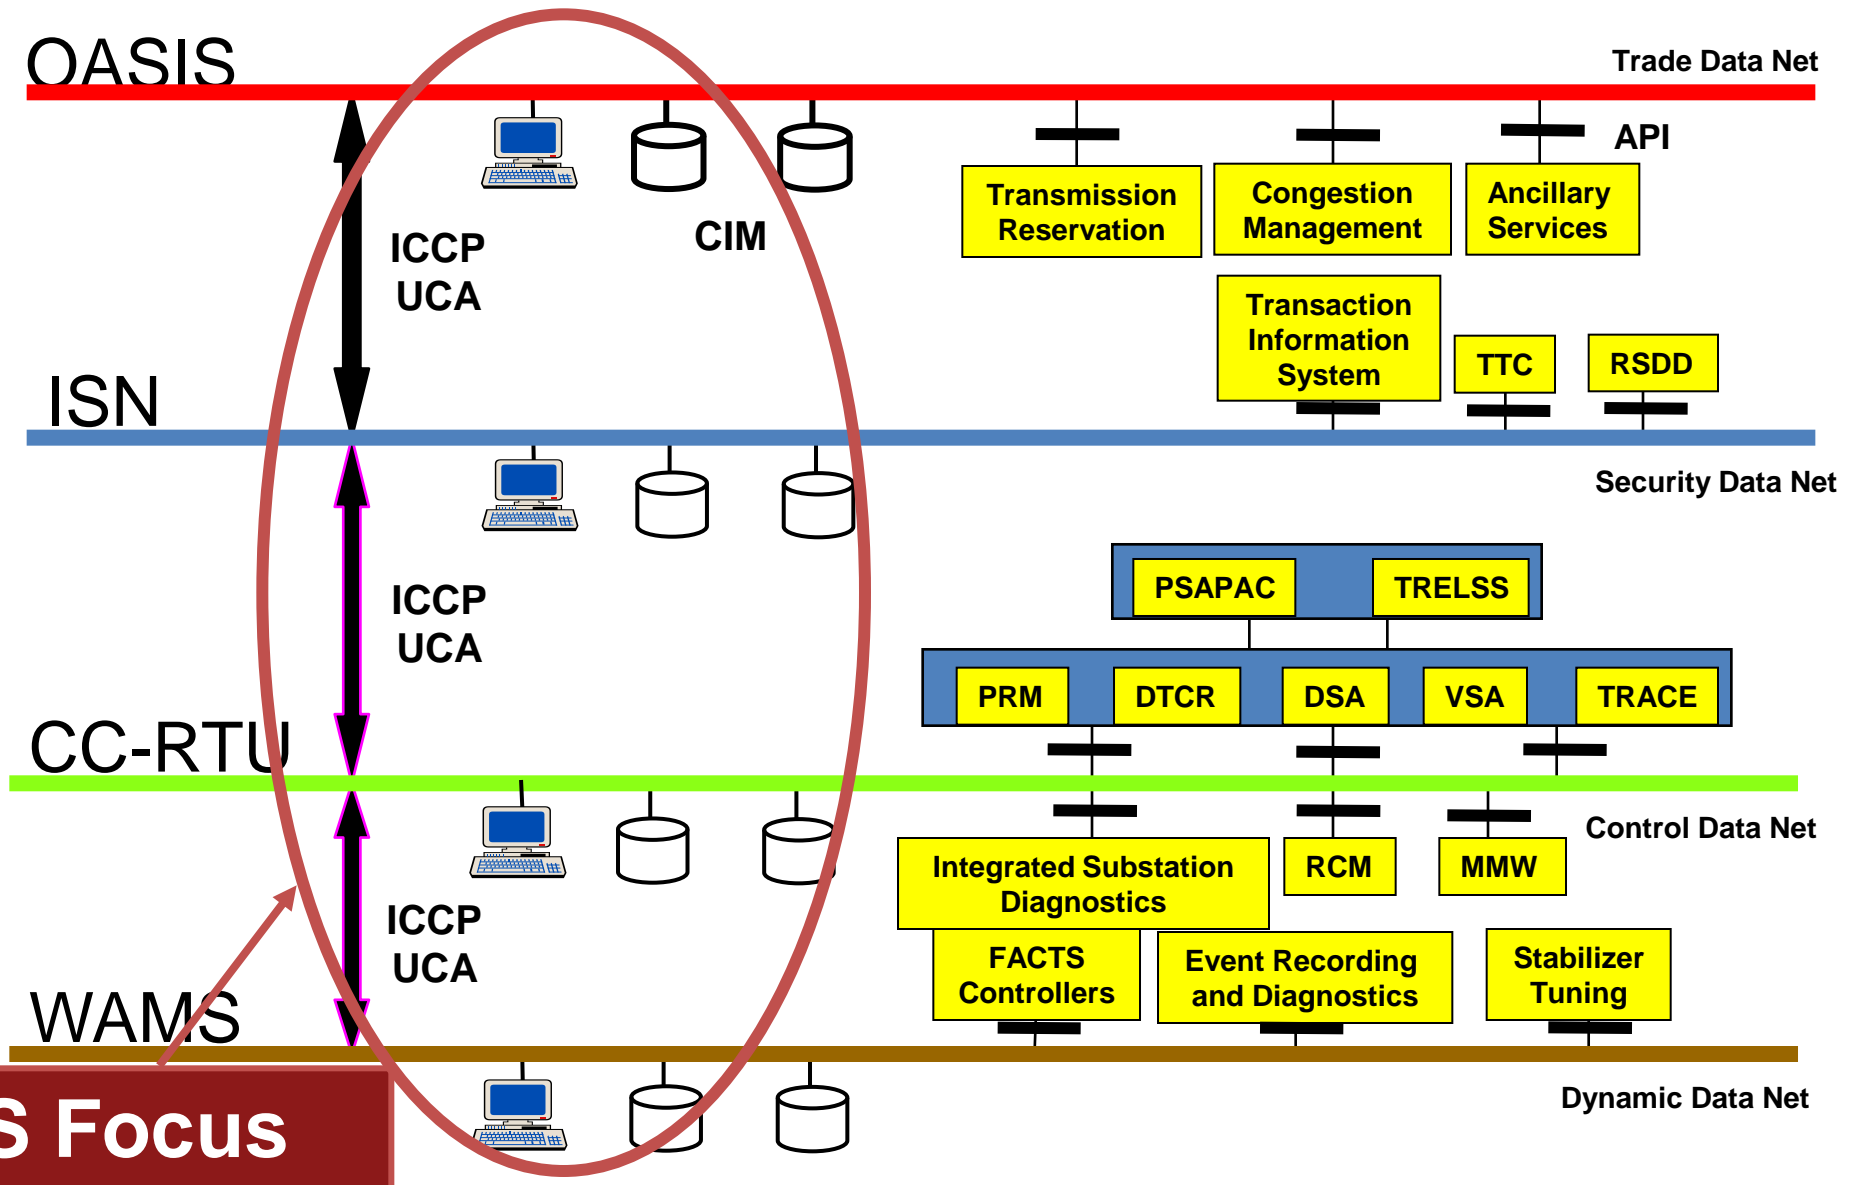 OASIS
Trade Data Net
API
Transmission
Reservation
Congestion
Management
Ancillary
Services
ICCP
UCA
CIM
Transaction
Information
System
TTC
RSDD
ISN
Security Data Net
ICCP
UCA
PSAPAC
TRELSS
PRM
DTCR
DSA
VSA
TRACE
CC-RTU
Control Data Net
Integrated Substation
Diagnostics
RCM
MMW
ICCP
UCA
FACTS
Controllers
Event Recording
and Diagnostics
Stabilizer
Tuning
WAMS
Dynamic Data Net
S Focus